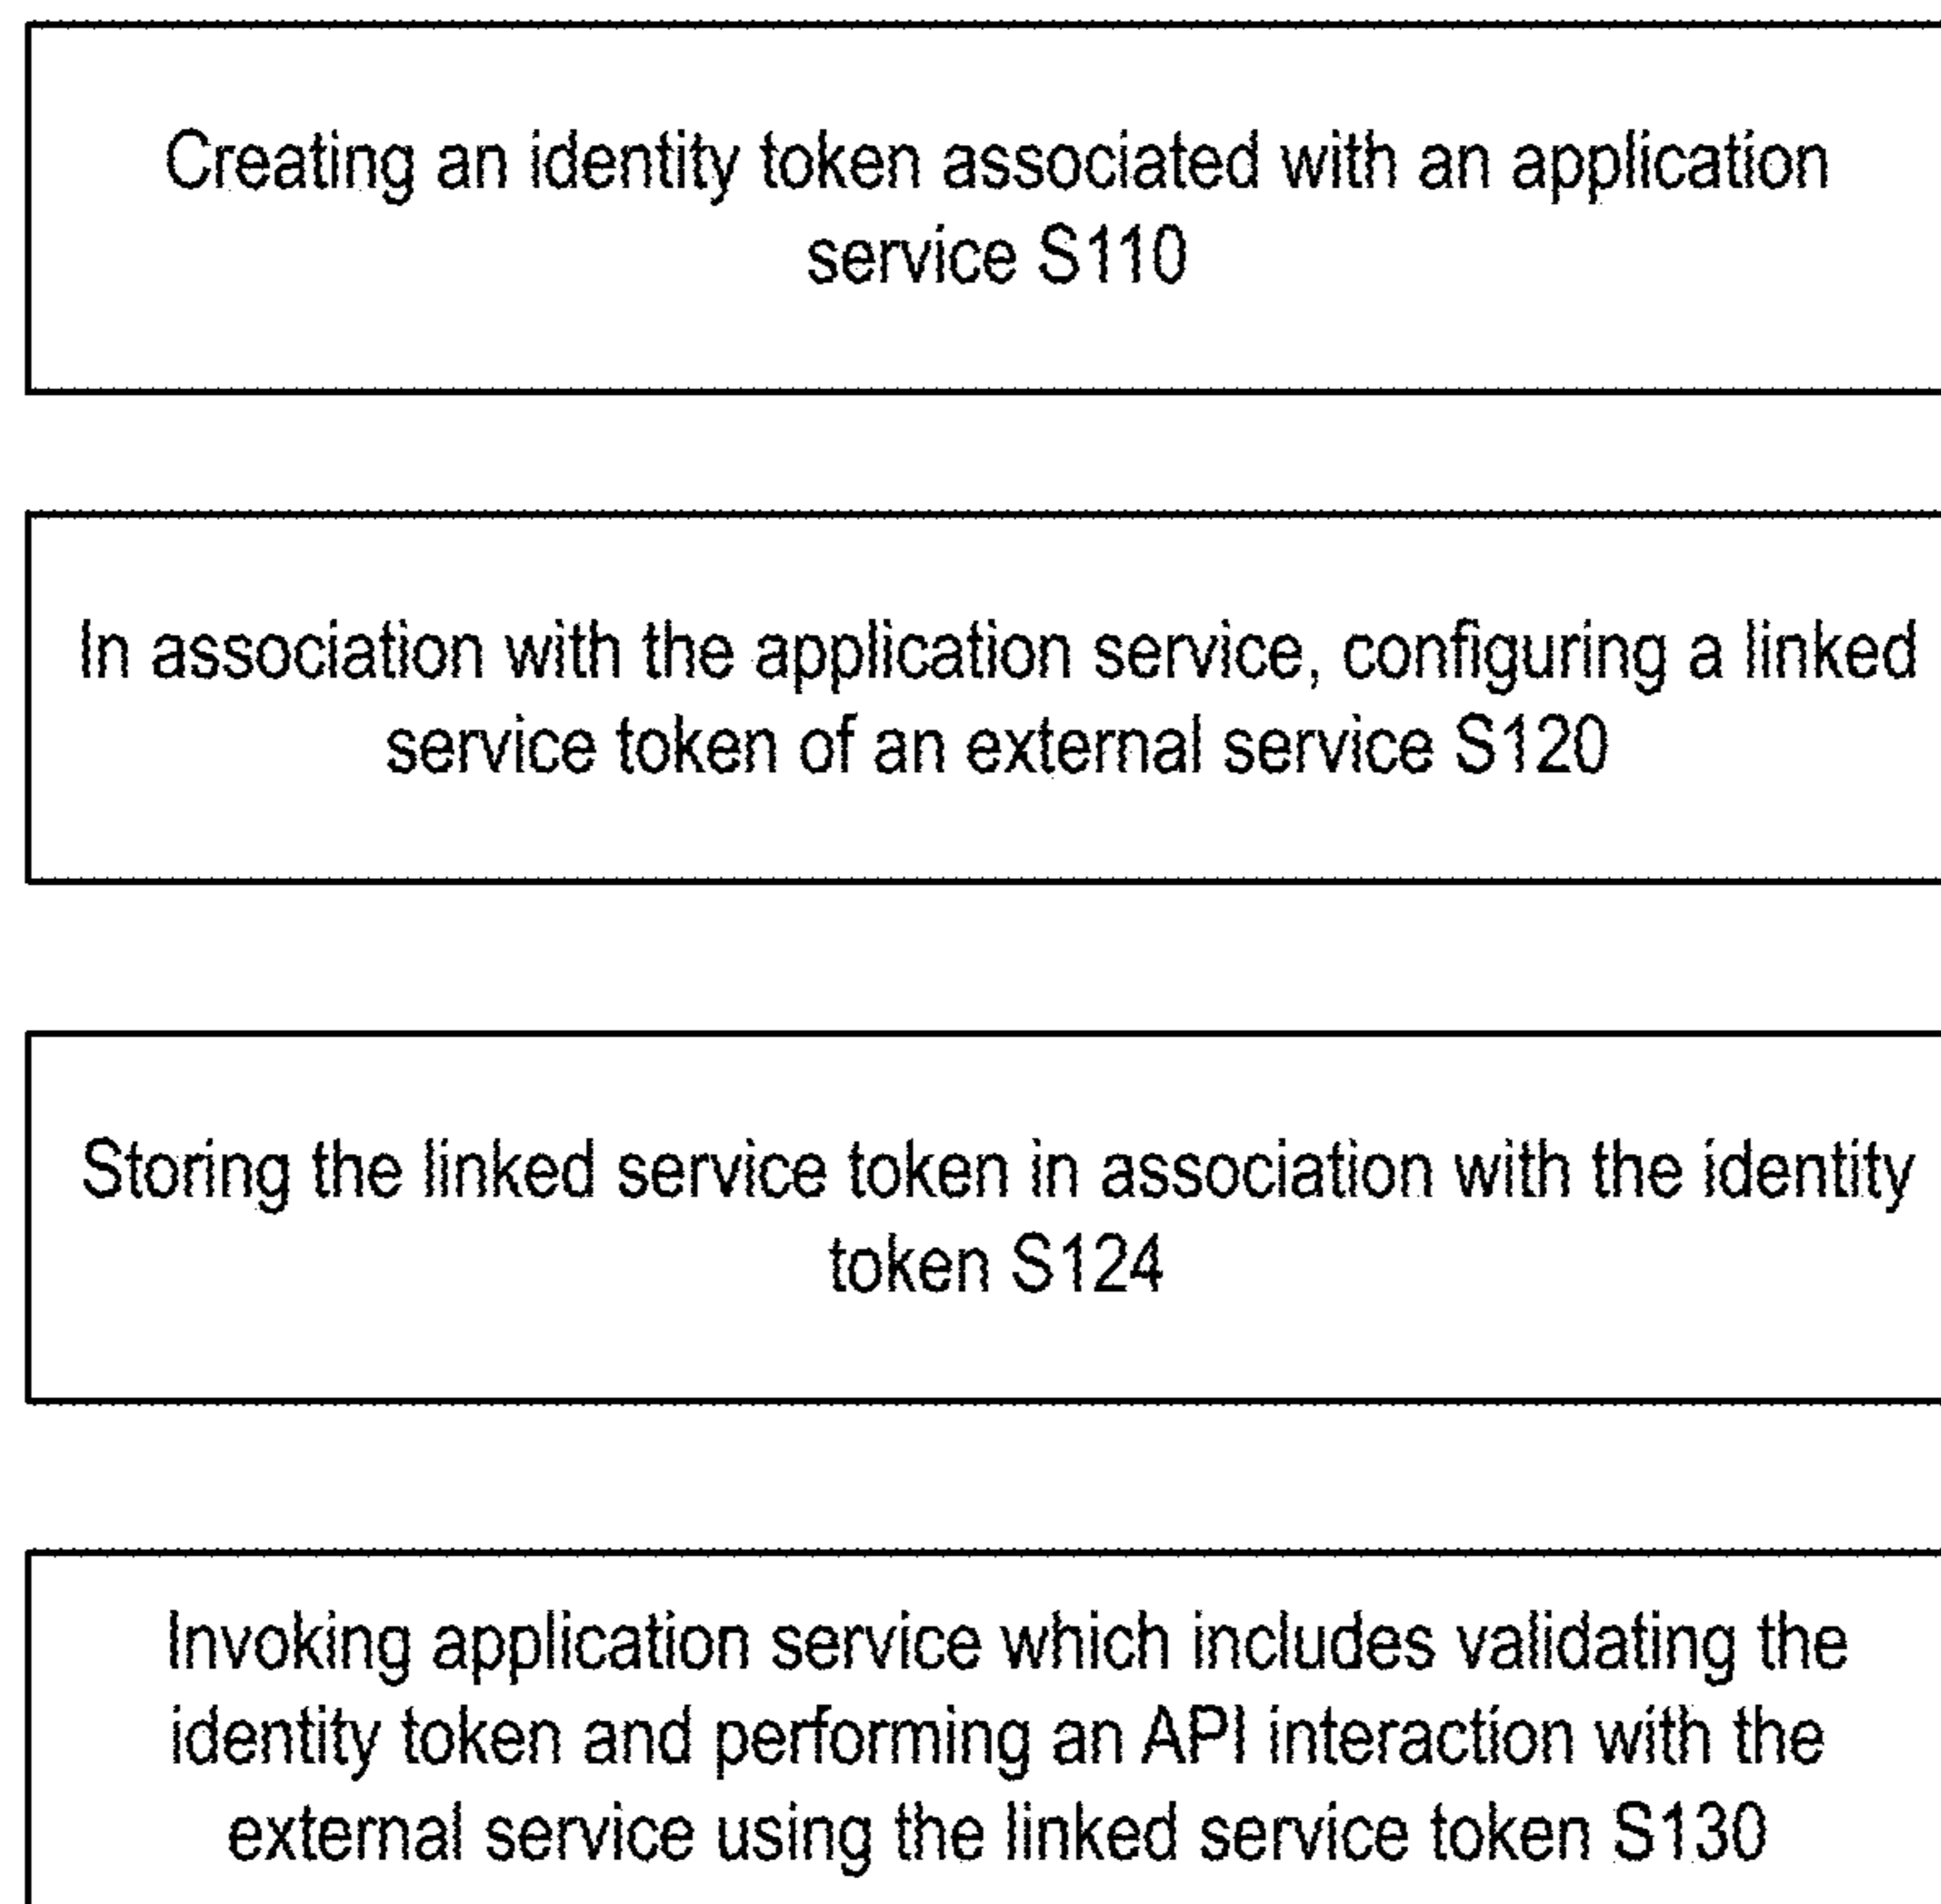 Creating an identity token associated with an application
service S110
In association with the application service, configuring a linked
service token of an external service S120
Storing the linked service token in association with the identity
token S124
Invoking application service which includes validating the
identity token and performing an API interaction with the
external service using the linked service token S130